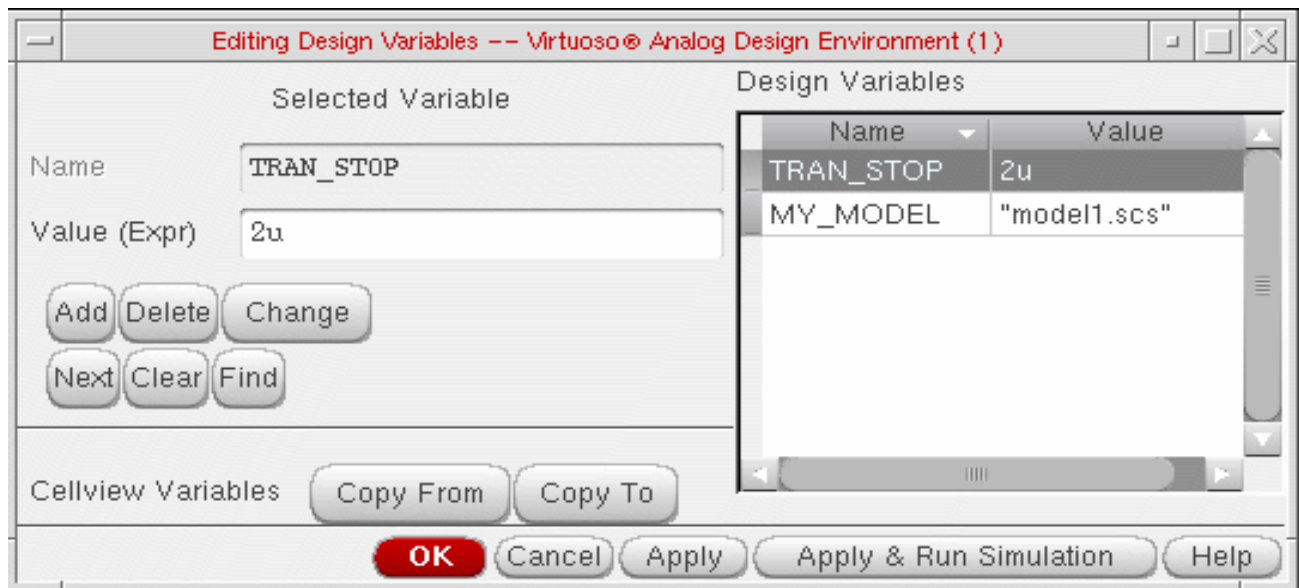 Editing Design Variables -- Virtuoso® Analog Design Environment (1)
Selected Variable
Name TRAN_STOP
Value (Expr) 2u
Add Delete Change
Next Clear Find
Cellview Variables Copy From Copy To
Design Variables
Name Value
TRAN_STOP 2u
MY_MODEL "model1.scs"
OK Cancel Apply Apply & Run Simulation Help